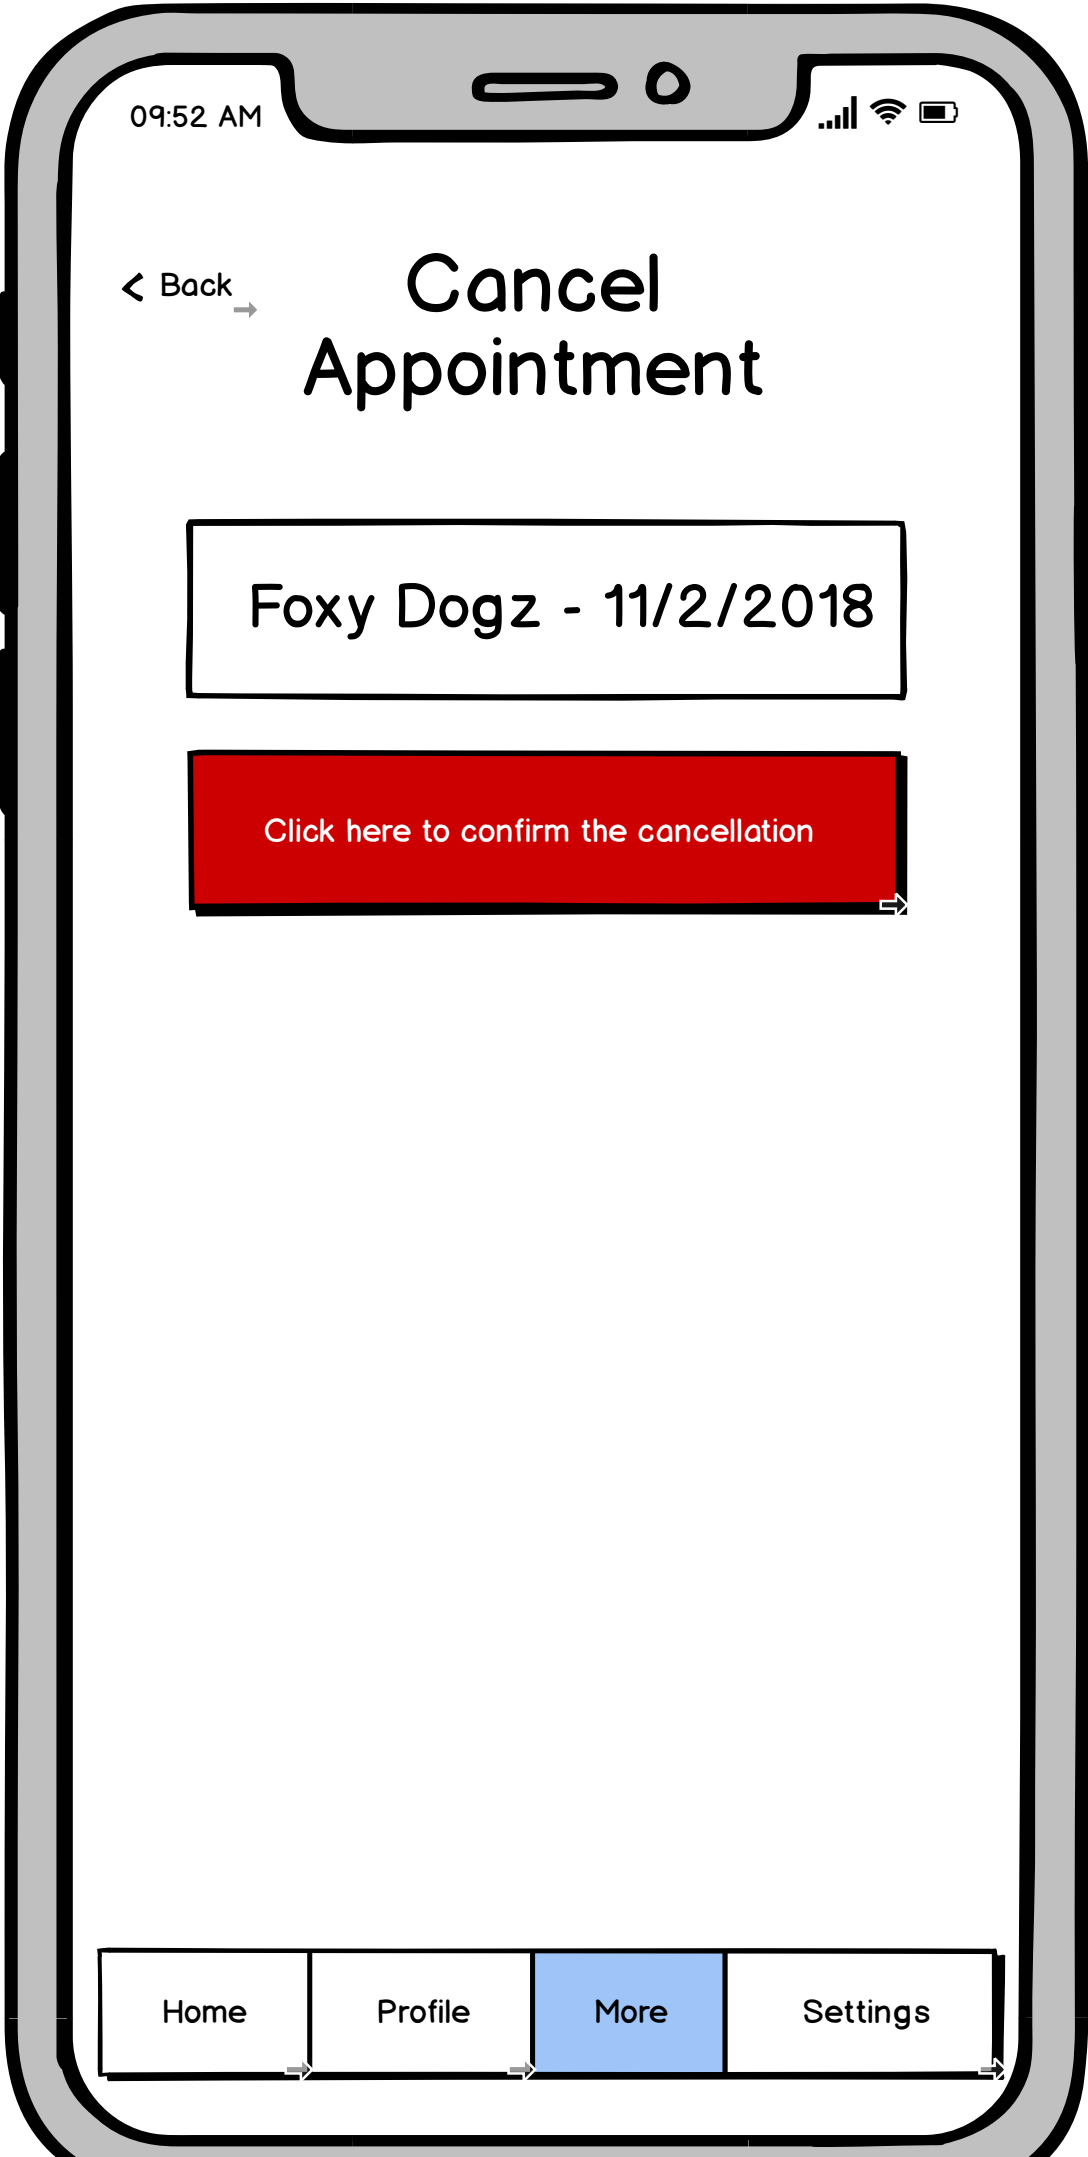 09:52 AM
Back
Cancel
Appointment
Foxy Dogz - 11/2/2018
Click here to confirm the cancellation
Home Profile More Settings